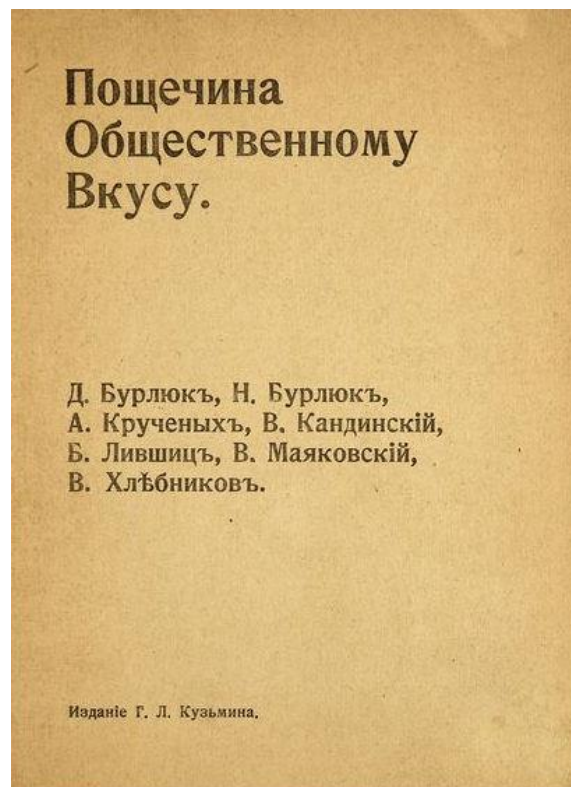 Пощечина
Общественному
Вкусу.
Д. Бурлюкъ, Н. Бурлюкъ,
А. Крученыхъ, В. Кандинскій,
Б. Лившицъ, В. Маяковскій,
В. Хлѣбниковъ.
Изданіе Г. Л. Кузьмина.